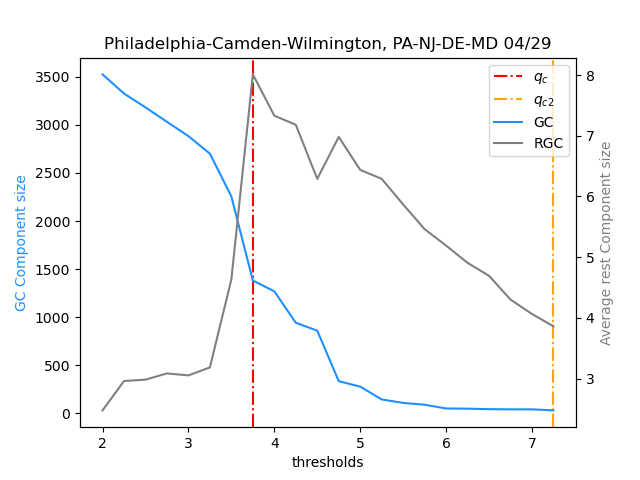 Philadelphia-Camden-Wilmington, PA-NJ-DE-MD 04/29
GC Component size
3500
3000
2500
2000
1500
1000
500
0
2
3
4
5
6
7
thresholds
8
7
6
5
4
3
Average rest Component size
q_c
q_{c2}
GC
RGC